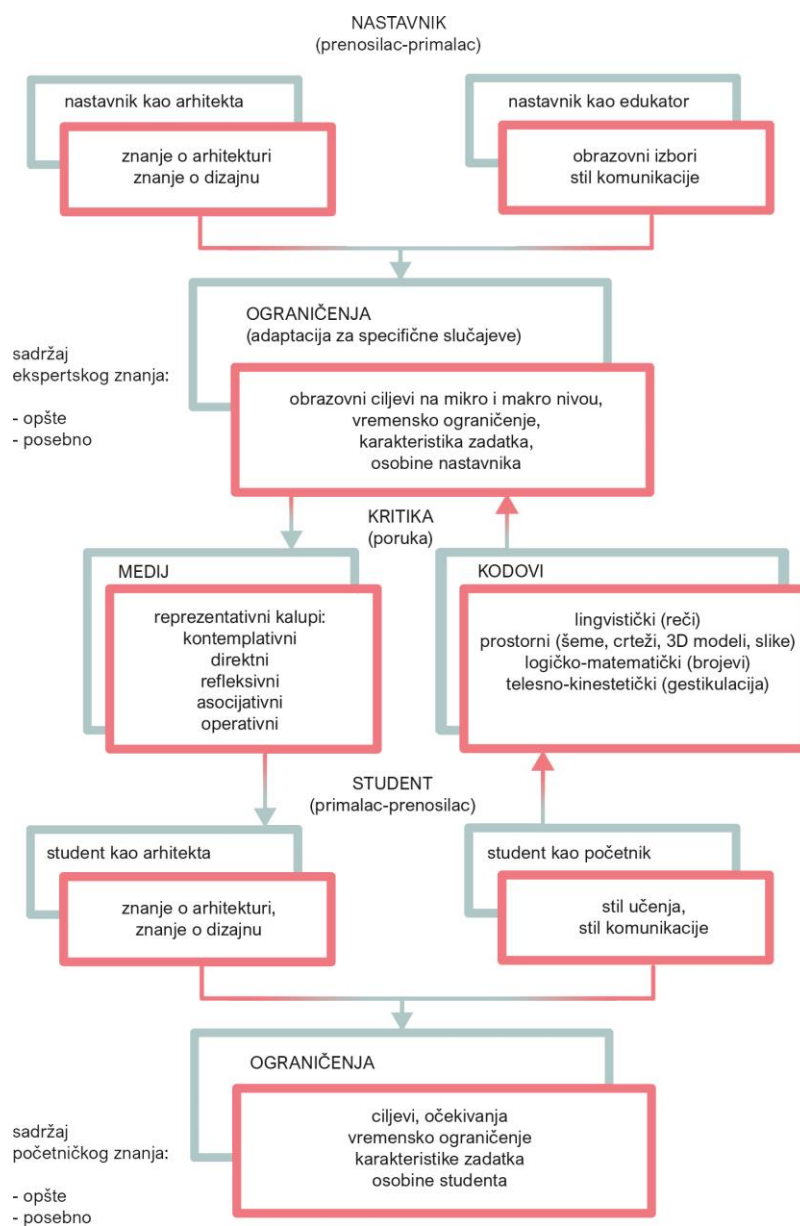 NASTAVNIK
(prenosilac-primalac)
nastavnik kao arhitekta
znanje o arhitekturi
znanje o dizajnu
nastavnik kao edukator
obrazovni izbori
stil komunikacije
OGRANIČENJA
(adaptacija za specifične slučajeve)
sadržaj
ekspertskog znanja:
- opšte
- posebno
obrazovni ciljevi na mikro i makro nivou,
vremensko ograničenje,
karakteristika zadatka,
osobine nastavnika
KRITIKA
(poruka)
MEDIJ
reprezentativni kalupi:
kontemplativni
direktni
refleksivni
asocijativni
operativni
KODOVI
lingvistički (reči)
prostorni (šeme, crteži, 3D modeli, slike)
logičko-matematički (brojevi)
telesno-kinestetički (gestikulacija)
STUDENT
(primalac-prenosilac)
student kao arhitekta
znanje o arhitekturi,
znanje o dizajnu
student kao početnik
stil učenja,
stil komunikacije
OGRANIČENJA
ciljevi, očekivanja
vremensko ograničenje
karakteristike zadatka
osobine studenta
sadržaj
početničkog znanja:
- opšte
- posebno